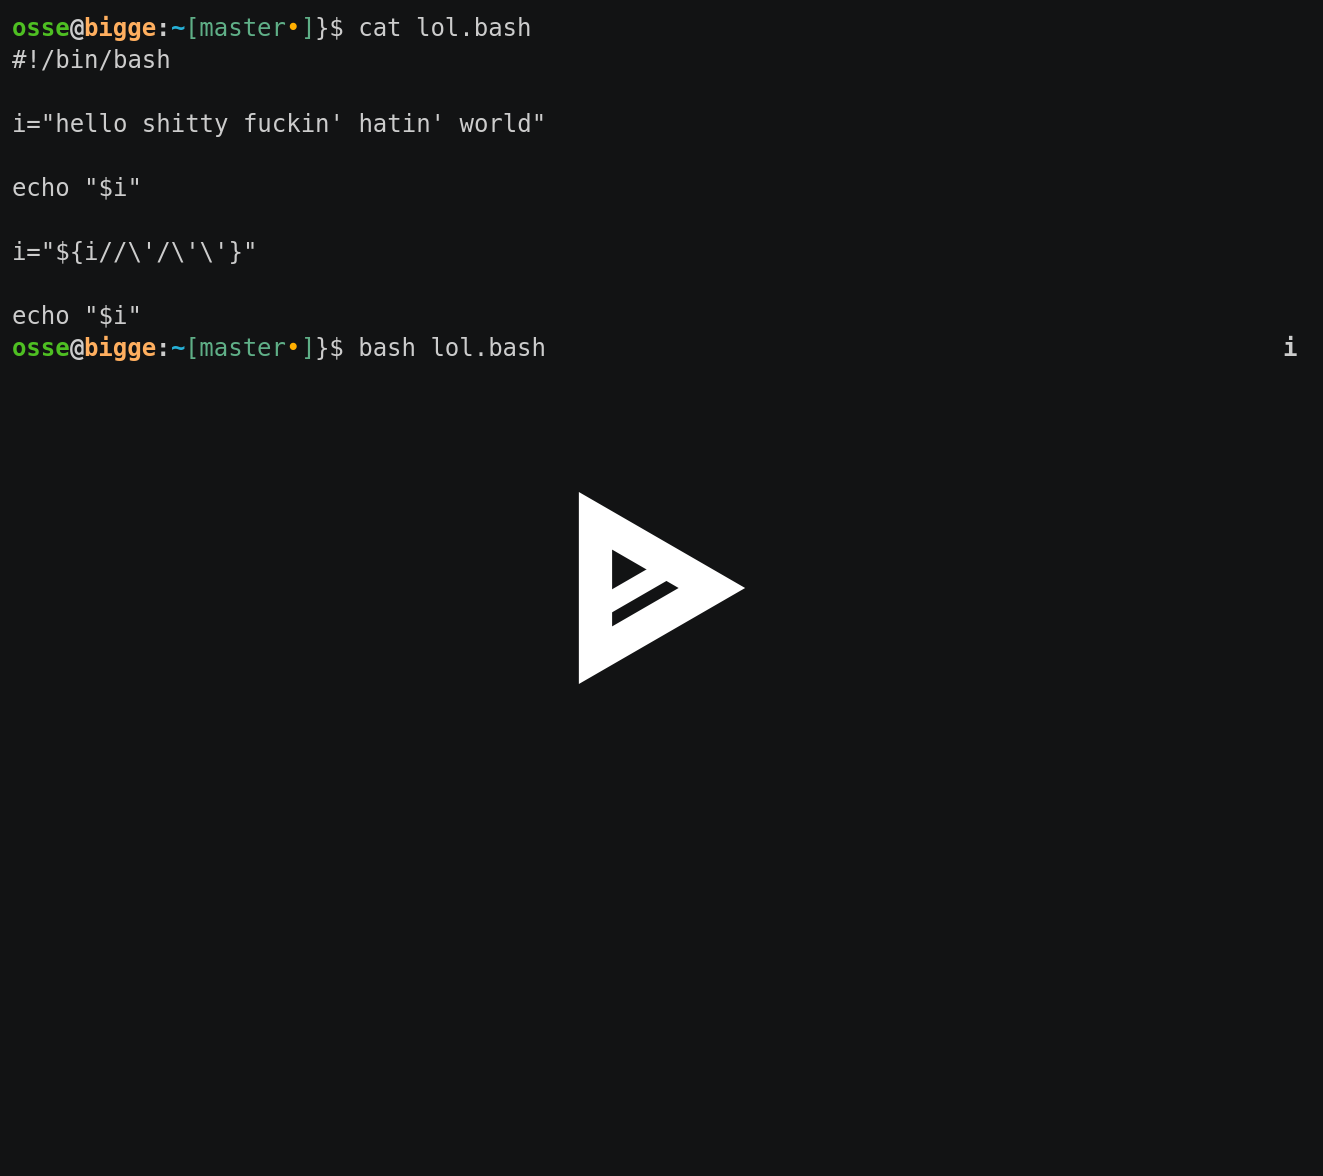 osse@bigge:~[master•]}$ cat lol.bash
#!/bin/bash
i="hello shitty fuckin' hatin' world"
echo "$i"
i="${i//\'/\'\'}"
echo "$i"
osse@bigge:~[master•]}$ bash lol.bash i